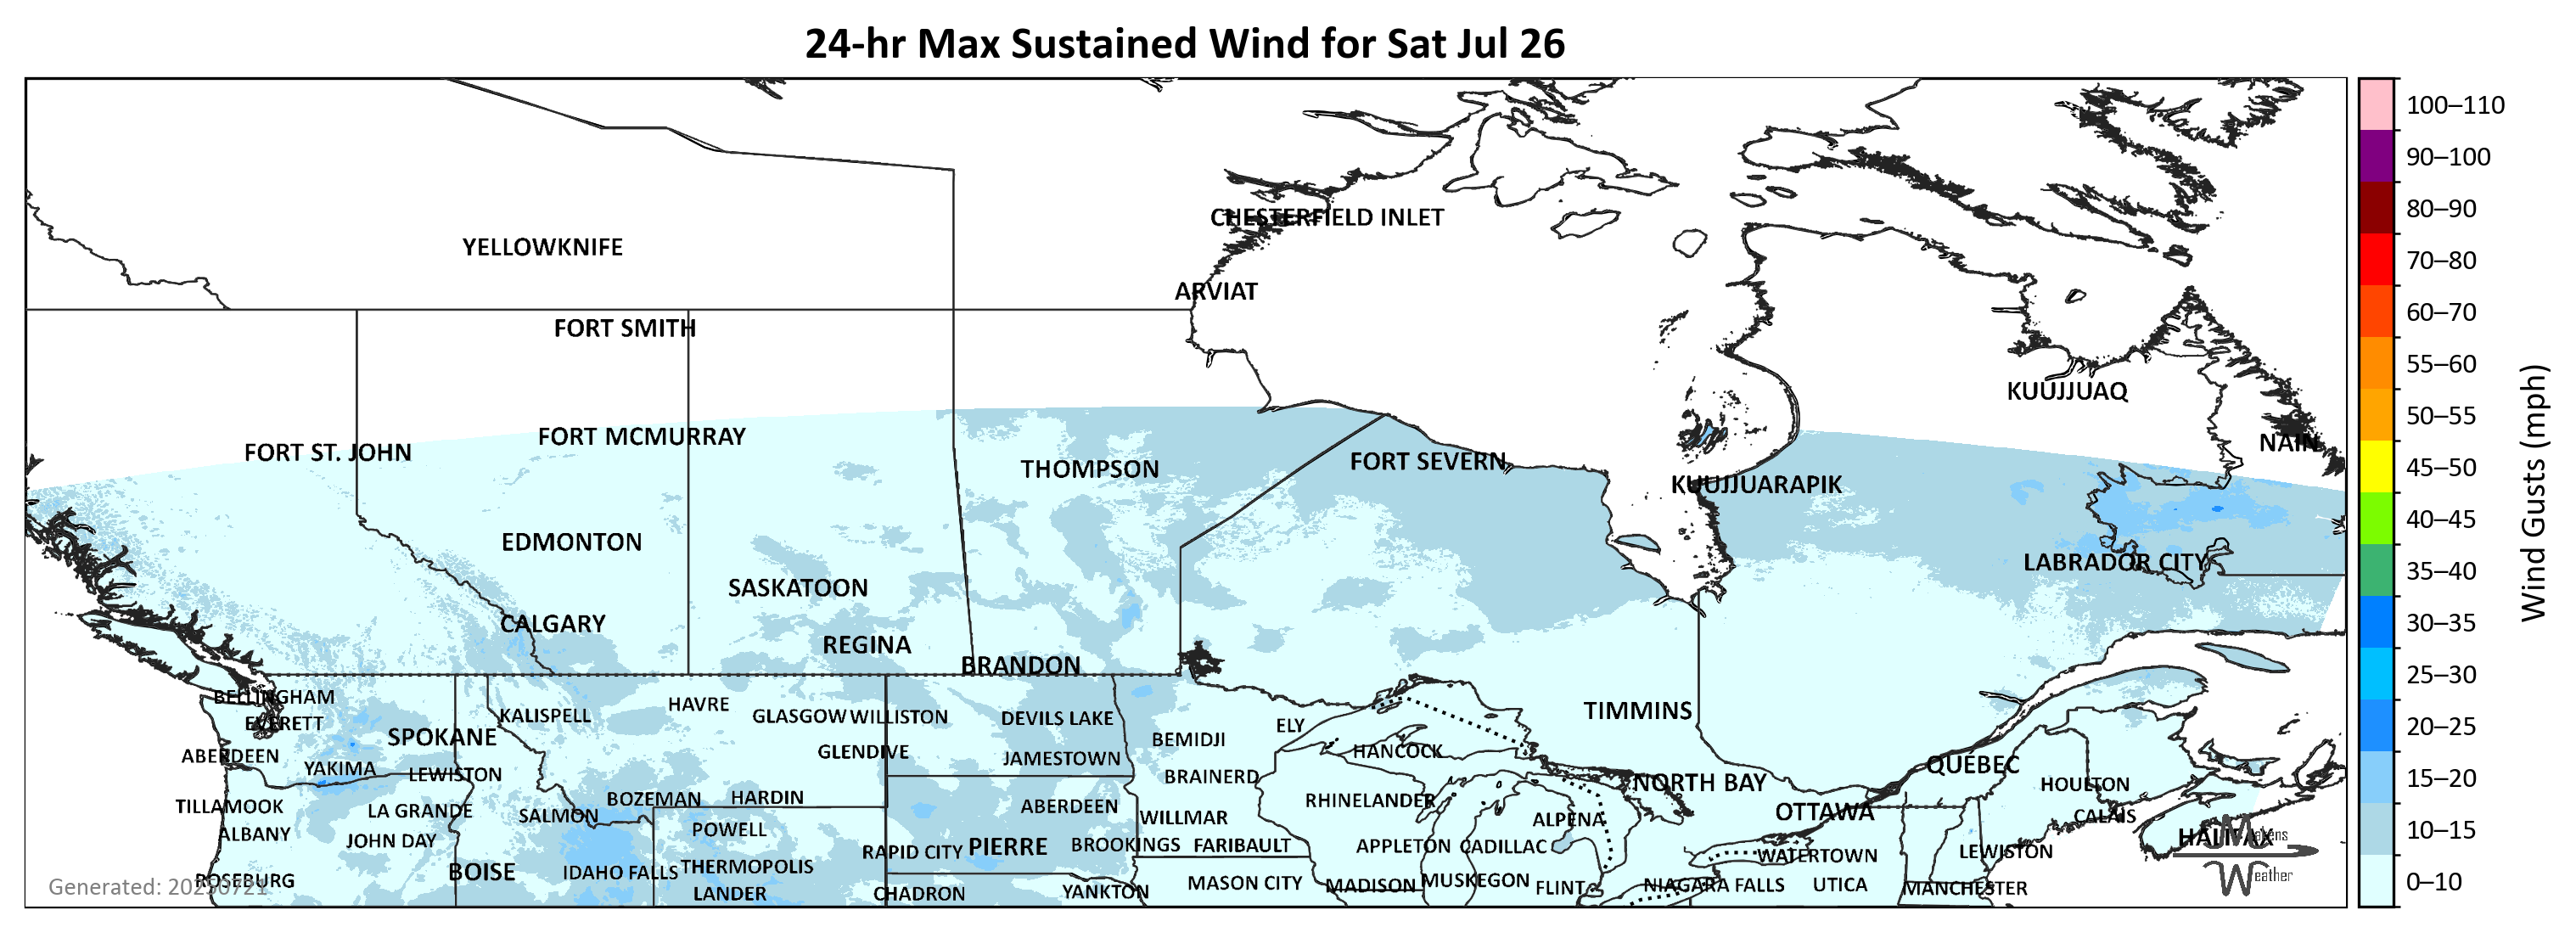 24-hr Max Sustained Wind for Sat Jul 26
100–110
90–100
80–90
70–80
60–70
55–60
50–55
45–50
40–45
35–40
30–35
25–30
20–25
15–20
10–15
0–10
Wind Gusts (mph)
CHESTERFIELD INLET
YELLOWKNIFE
ARVIAT
FORT SMITH
KUUJJUAQ
FORT MCMURRAY
NAIN
FORT ST. JOHN
FORT SEVERN
THOMPSON
KUUJJUARAPIK
EDMONTON
LABRADOR CITY
SASKATOON
CALGARY
REGINA
BRANDON
BELLINGHAM
HAVRE
TIMMINS
KALISPELL
GLASGOW
WILLISTON
DEVILS LAKE
EVERETT
ELY
SPOKANE
BEMIDJI
HANCOCK
GLENDIVE
ABERDEEN
JAMESTOWN
QUÉBEC
YAKIMA
LEWISTON
BRAINERD
NORTH BAY
HOULTON
BOZEMAN
HARDIN
RHINELANDER
TILLAMOOK
ABERDEEN
LA GRANDE
OTTAWA
SALMON
CALAIS
WILLMAR
ALPENA
POWELL
ALBANY
HALIFAX
Makens
JOHN DAY
BROOKINGS
FARIBAULT
APPLETON
CADILLAC
PIERRE
RAPID CITY
LEWISTON
WATERTOWN
THERMOPOLIS
BOISE
IDAHO FALLS
Weather
ROSEBURG
MUSKEGON
MASON CITY
MADISON
NIAGARA FALLS
UTICA
Generated: 20250721
FLINT
MANCHESTER
YANKTON
LANDER
CHADRON